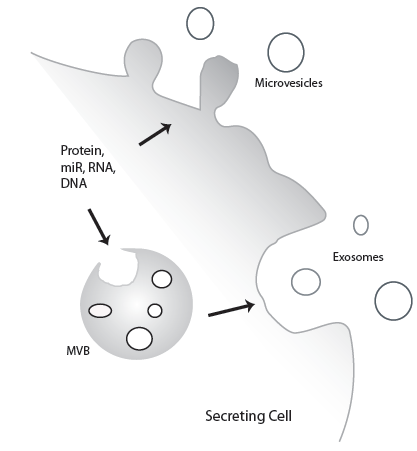 Microvesicles
Protein,
miR, RNA,
DNA
Exosomes
MVB
Secreting Cell